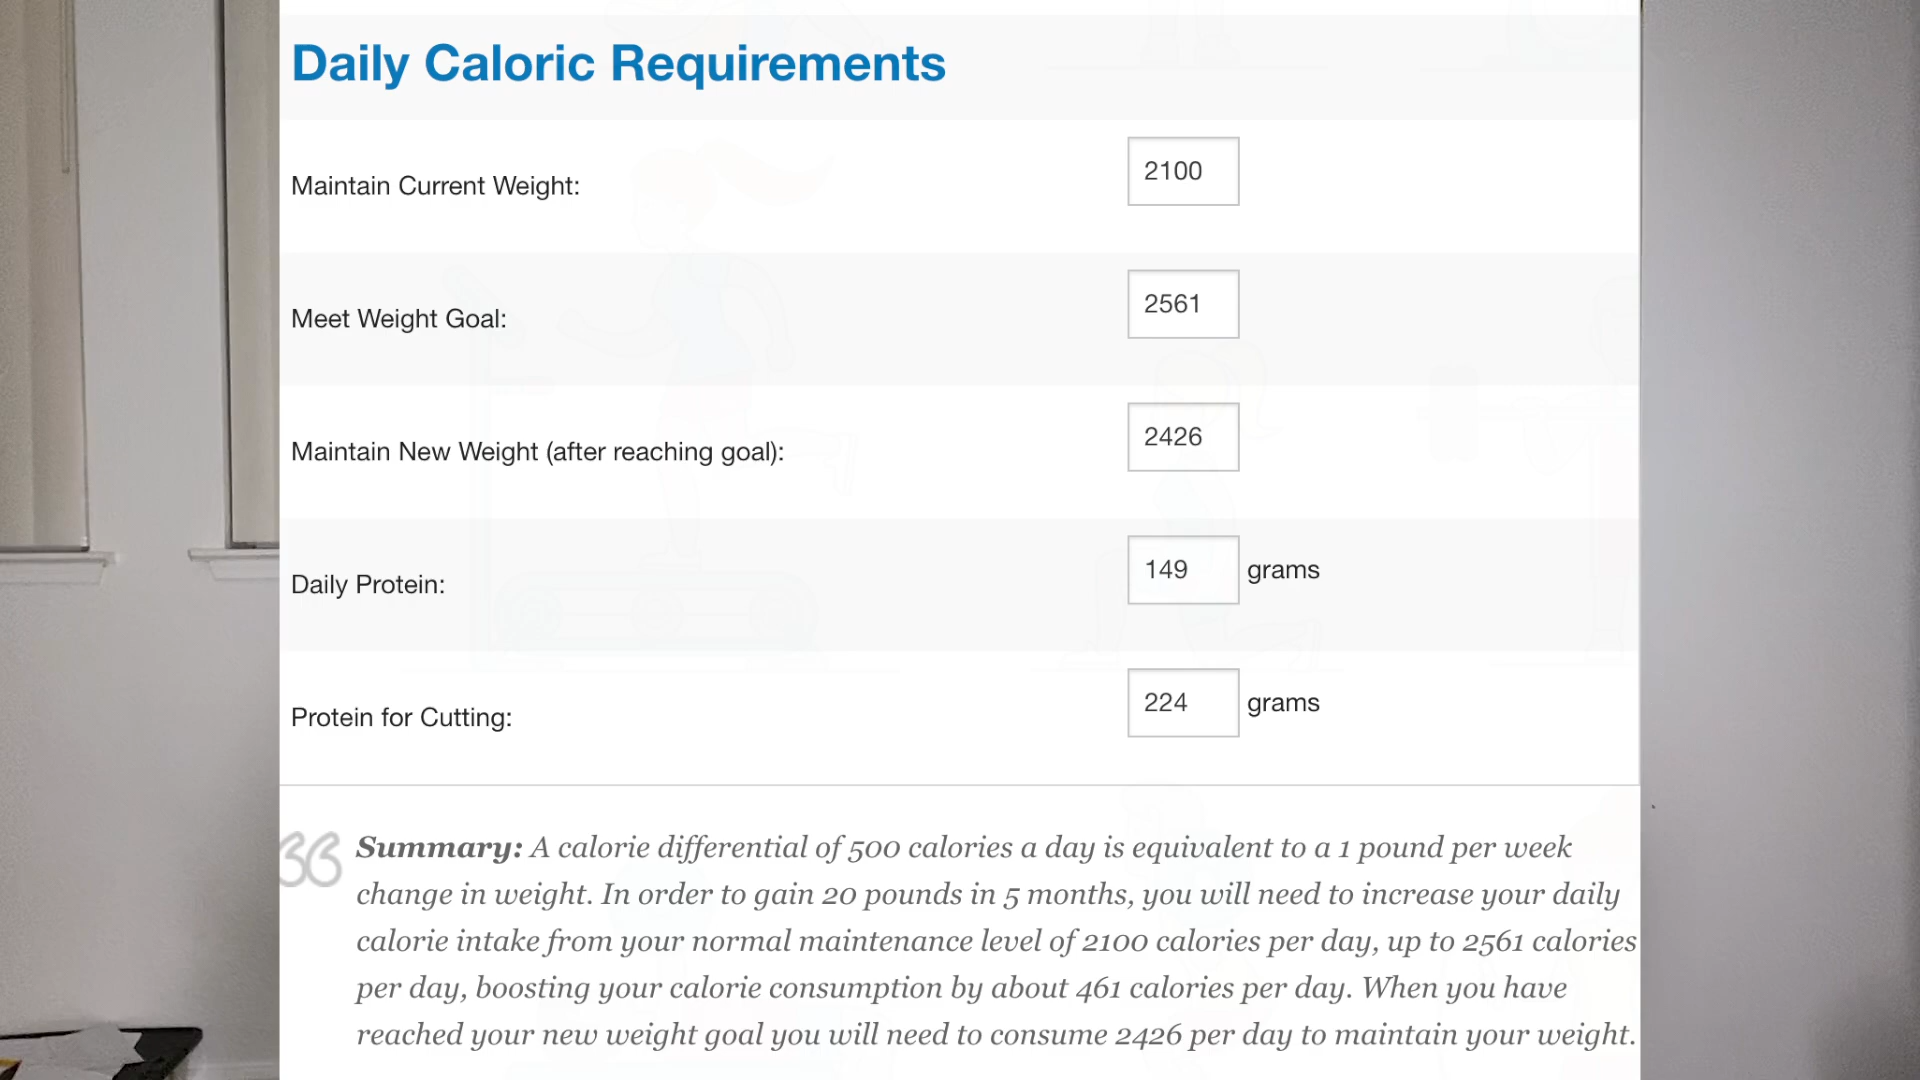 Daily Caloric Requirements
Maintain Current Weight: 2100
Meet Weight Goal: 2561
Maintain New Weight (after reaching goal): 2426
Daily Protein: 149 grams
Protein for Cutting: 224 grams
Summary: A calorie differential of 500 calories a day is equivalent to a 1 pound per week
change in weight. In order to gain 20 pounds in 5 months, you will need to increase your daily
calorie intake from your normal maintenance level of 2100 calories per day, up to 2561 calories
per day, boosting your calorie consumption by about 461 calories per day. When you have
reached your new weight goal you will need to consume 2426 per day to maintain your weight.